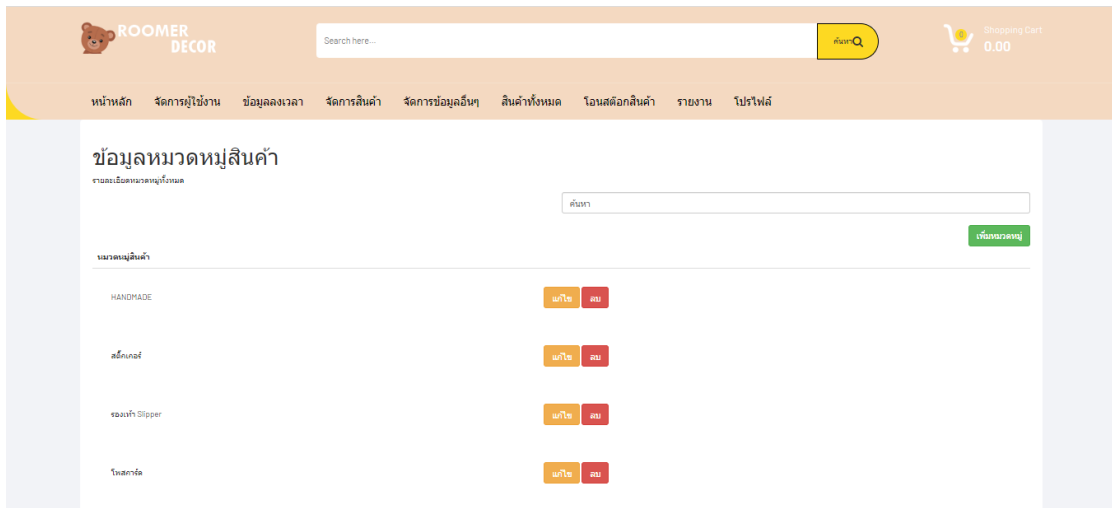 ROOMER
DECOR
Search here...
ค้นหา
0
Shopping Cart
0.00
หน้าหลัก จัดการผู้ใช้งาน ข้อมูลลงเวลา จัดการสินค้า จัดการข้อมูลอื่นๆ สินค้าทั้งหมด โอนสต๊อกสินค้า รายงาน โปรไฟล์
ข้อมูลหมวดหมู่สินค้า
รายละเอียดหมวดหมู่ทั้งหมด
ค้นหา
เพิ่มหมวดหมู่
หมวดหมู่สินค้า
HANDMADE แก้ไข ลบ
สติ๊กเกอร์ แก้ไข ลบ
รองเท้า Slipper แก้ไข ลบ
โพสการ์ด แก้ไข ลบ